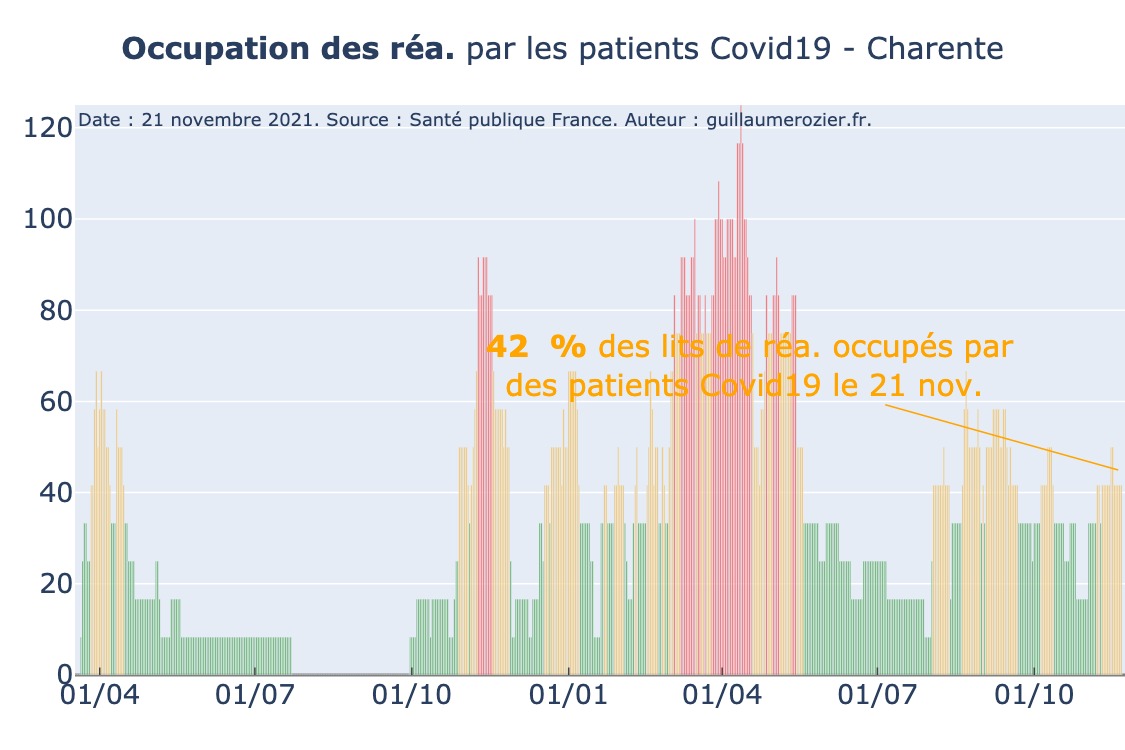 Occupation des réa. par les patients Covid19 - Charente
Date : 21 novembre 2021. Source : Santé publique France. Auteur : guillaumerozier.fr.
120
100
80
60
40
20
0
42 % des lits de réa. occupés par
des patients Covid19 le 21 nov.
01/04 01/07 01/10 01/01 01/04 01/07 01/10